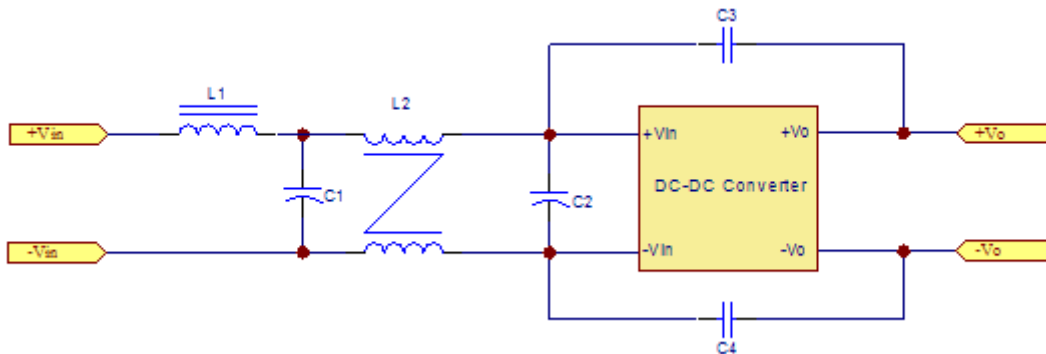 C3
L1
L2
+Vin
+Vin
+Vo
+Vo
C1
C2
DC-DC Converter
-Vin
-Vin
-Vo
-Vo
C4